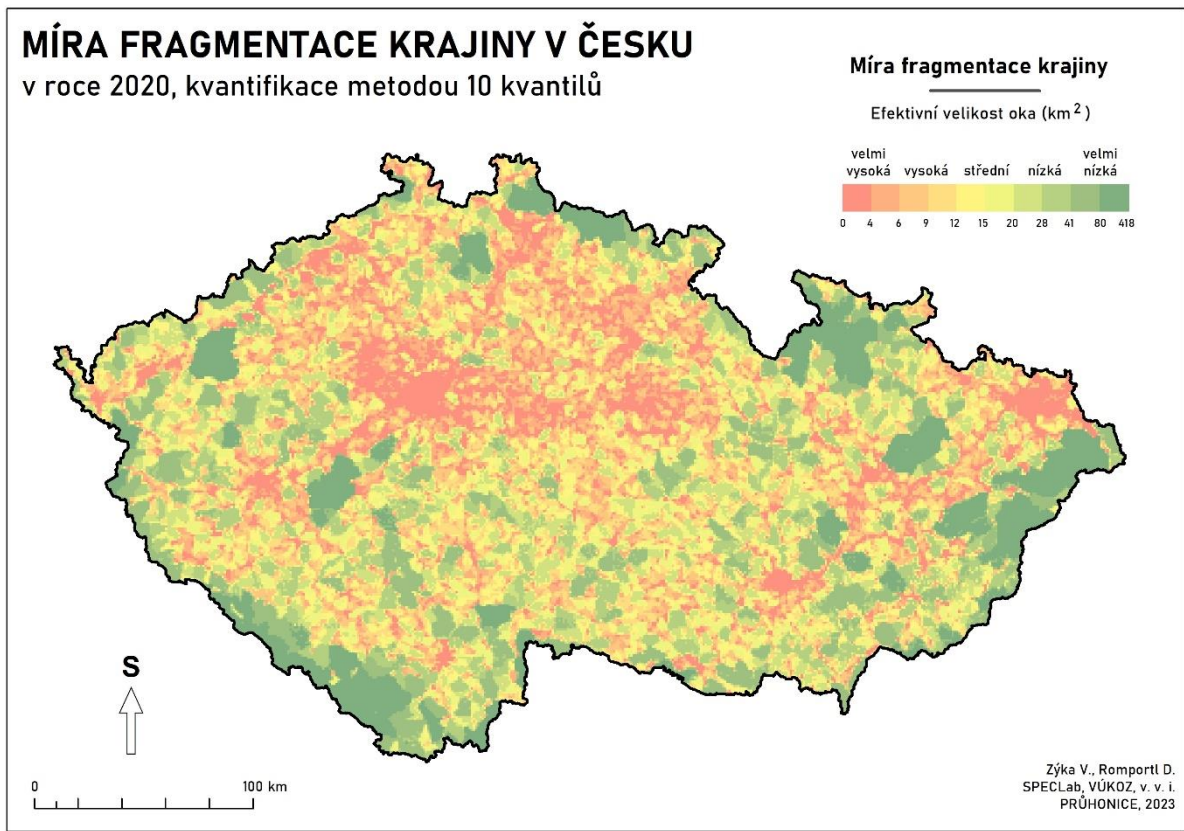 MÍRA FRAGMENTACE KRAJINY V ČESKU
v roce 2020, kvantifikace metodou 10 kvantilů
Míra fragmentace krajiny
Efektivní velikost oka (km²)
velmi vysoká vysoká střední nízká velmi nízká
0 4 6 9 12 15 20 28 41 80 418
S
0 100 km
Zýka V., Romportl D.
SPECLab, VÚKOZ, v. v. i.
PRŮHONICE, 2023